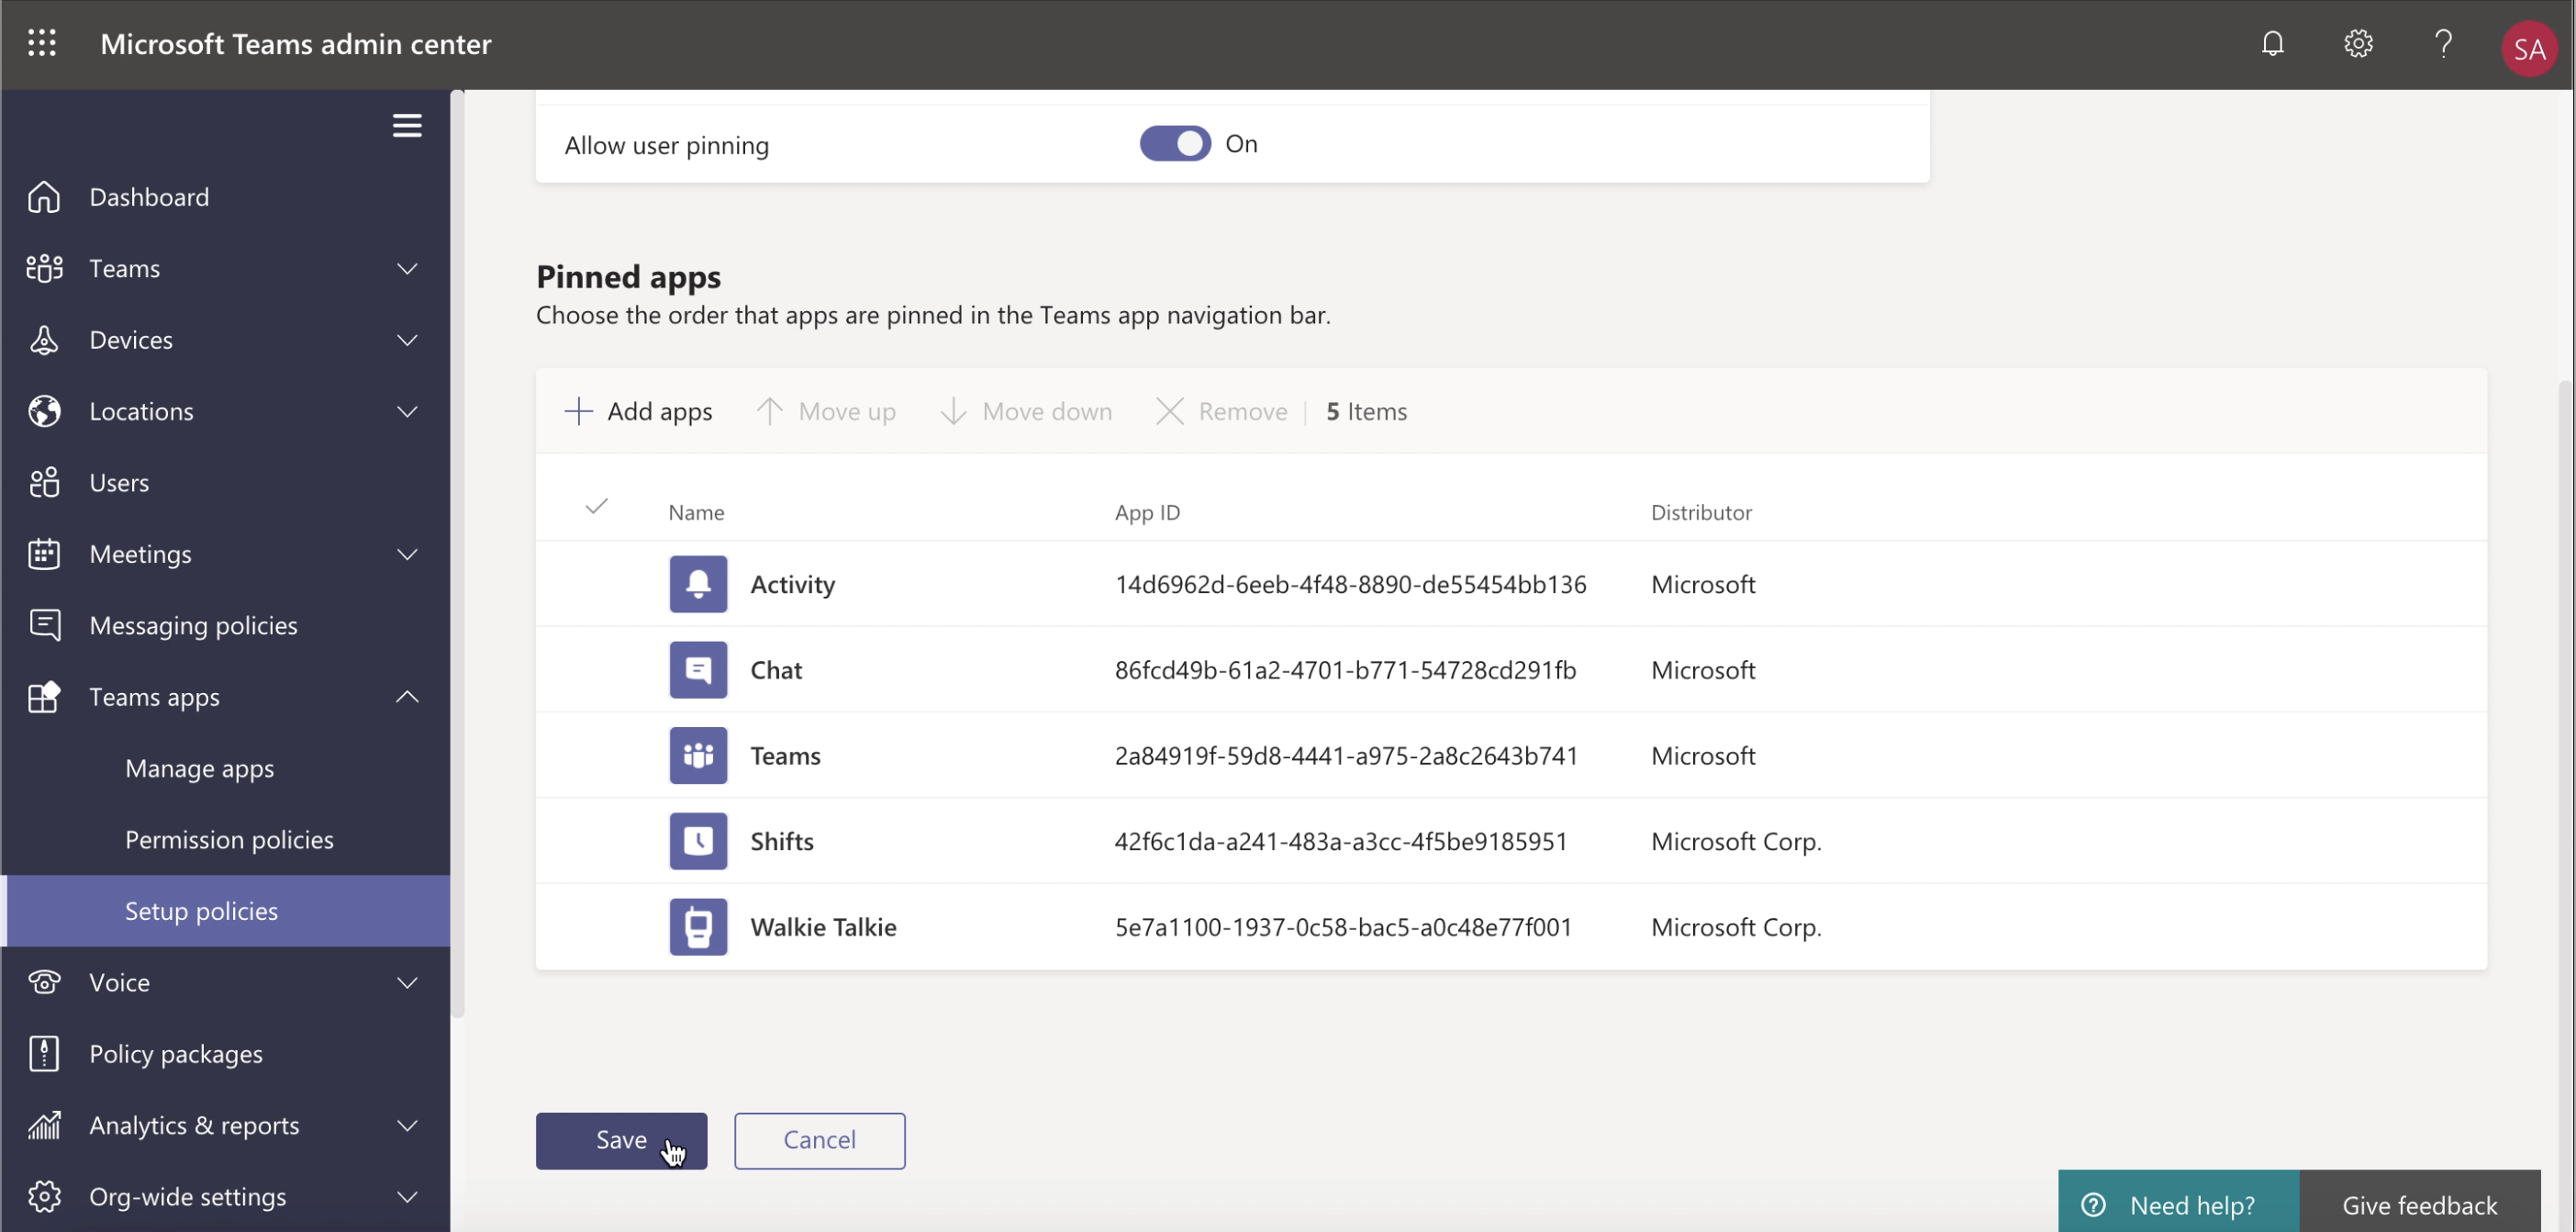 Microsoft Teams admin center
SA
Allow user pinning
On
Dashboard
Teams
Devices
Locations
Users
Meetings
Messaging policies
Teams apps
Manage apps
Permission policies
Setup policies
Voice
Policy packages
Analytics & reports
Org-wide settings
Pinned apps
Choose the order that apps are pinned in the Teams app navigation bar.
Add apps Move up Move down Remove 5 Items
Name App ID Distributor
Activity 14d6962d-6eeb-4f48-8890-de55454bb136 Microsoft
Chat 86fcd49b-61a2-4701-b771-54728cd291fb Microsoft
Teams 2a84919f-59d8-4441-a975-2a8c2643b741 Microsoft
Shifts 42f6c1da-a241-483a-a3cc-4f5be9185951 Microsoft Corp.
Walkie Talkie 5e7a1100-1937-0c58-bac5-a0c48e77f001 Microsoft Corp.
Save Cancel
Need help? Give feedback